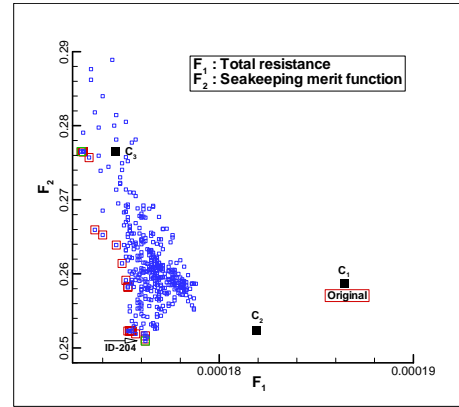 F1 : Total resistance
F2 : Seakeeping merit function
0.29
0.28
0.27
0.26
0.25
F2
C3
C1
Original
C2
ID-204
0.00018
0.00019
F1